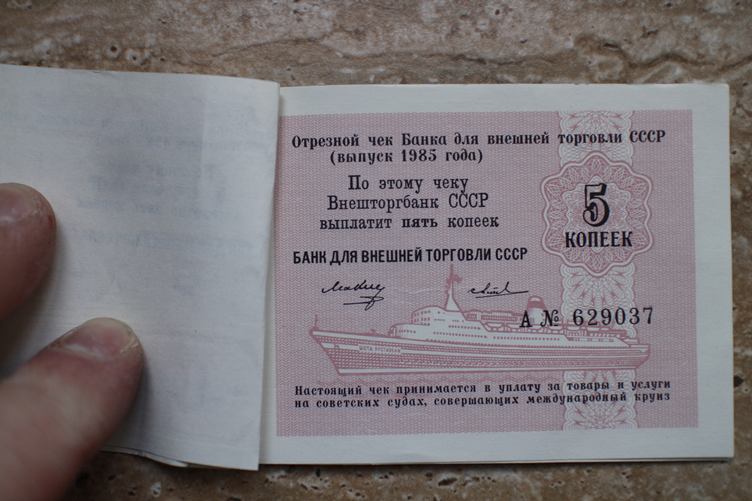 Отрезной чек Банка для внешней торговли СССР
(выпуск 1985 года)
По этому чеку
Внешторгбанк СССР
выплатит пять копеек
5
КОПЕЕК
БАНК ДЛЯ ВНЕШНЕЙ ТОРГОВЛИ СССР
А № 629037
Настоящий чек принимается в уплату за товары и услуги
на советских судах, совершающих международный круиз